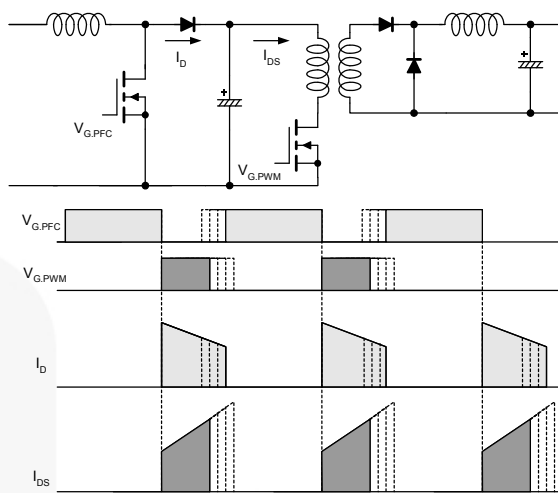 I_D
I_DS
+
+
V_G.PFC
V_G.PWM
V_G.PFC
V_G.PWM
I_D
I_DS